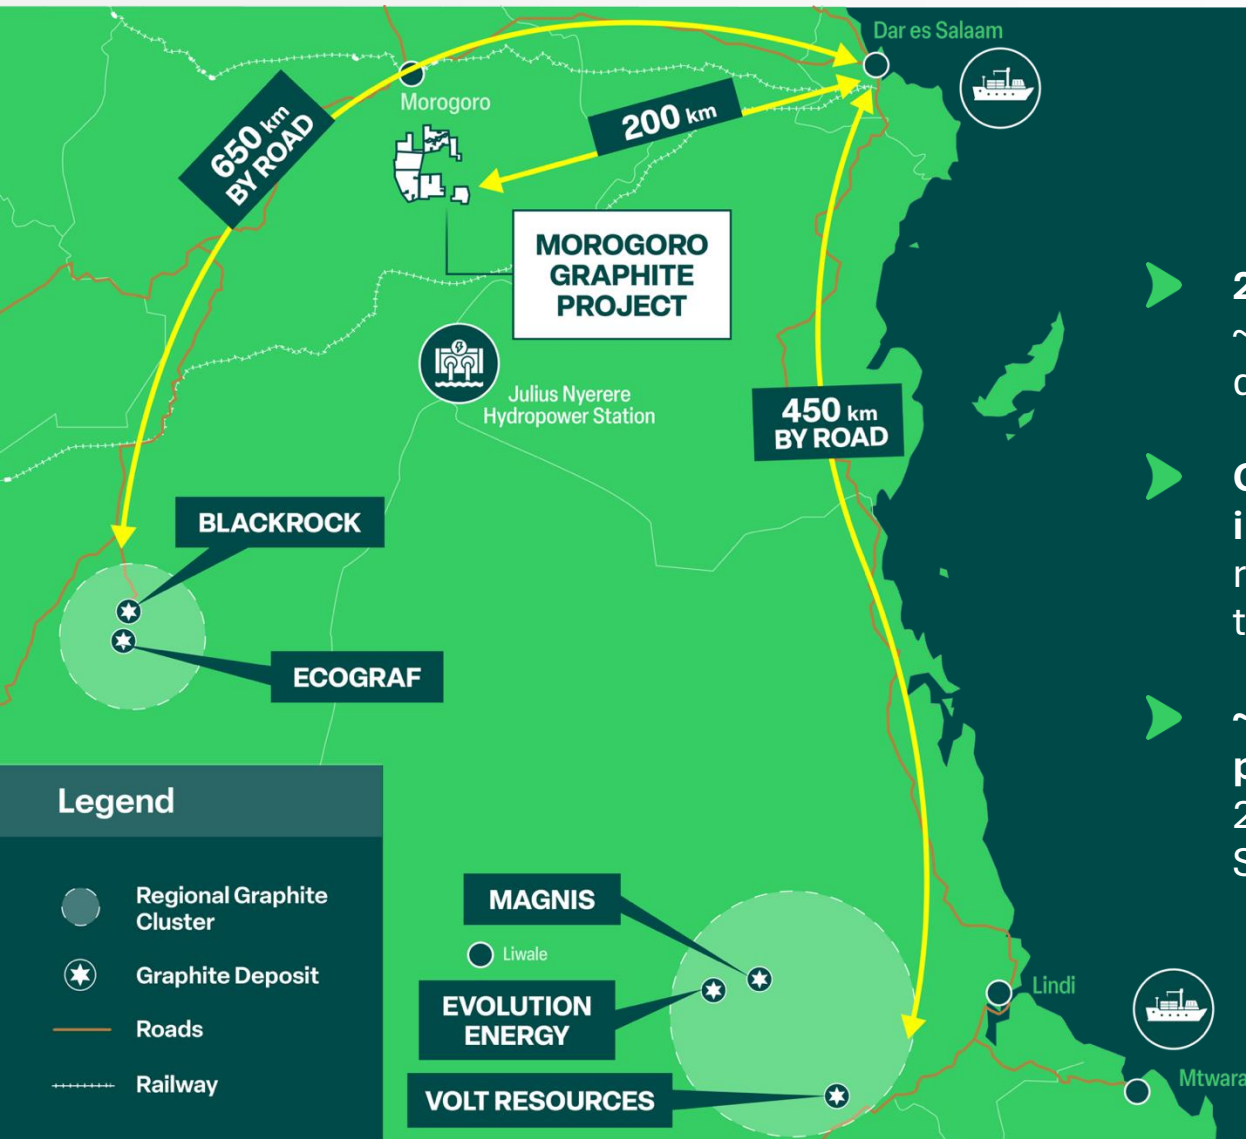 Dar es Salaam
Morogoro
650 km
BY ROAD
200 km
MOROGORO
GRAPHITE
PROJECT
Julius Nyerere
Hydropower Station
450 km
BY ROAD
BLACKROCK
ECOGRAF
Legend
Regional Graphite
Cluster
Graphite Deposit
Roads
Railway
MAGNIS
Liwale
EVOLUTION
ENERGY
VOLT RESOURCES
Lindi
Mtwara
2
~
i
t
~
2
S